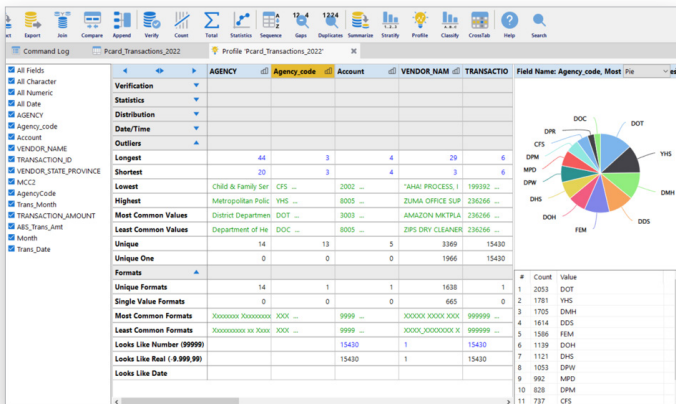 ct Export Join Compare Append Verify Count Total Statistics Sequence Gaps Duplicates Summarize Stratify Profile Classify CrossTab Help Search
Command Log Pcard_Transactions_2022 Profile 'Pcard_Transactions_2022'
All Fields
All Character
All Numeric
All Date
AGENCY
Agency_code
Account
VENDOR_NAME
TRANSACTION_ID
VENDOR_STATE_PROVINCE
MCC2
AgencyCode
Trans_Month
TRANSACTION_AMOUNT
ABS_Trans_Amt
Month
Trans_Date
AGENCY Agency_code Account VENDOR_NAM TRANSACTIO
Verification
Statistics
Distribution
Date/Time
Outliers
Longest 44 3 4 29 6
Shortest 20 3 4 3 6
Lowest Child & Family Ser CFS ... 2002 ... "AHA! PROCESS, I 199392 ...
Highest Metropolitan Polic YHS ... 8005 ... ZUMA OFFICE SUP 236266 ...
Most Common Values District Departmen DOT ... 3003 ... AMAZON MKTPLA 236266 ...
Least Common Values Department of He DOC ... 8005 ... ZIPS DRY CLEANER 236266 ...
Unique 14 13 5 3369 15430
Unique One 0 0 0 1966 15430
Formats
Unique Formats 14 1 1 1638 1
Single Value Formats 0 0 0 665 0
Most Common Formats Xxxxxxxx Xxxxxxxxx XXX ... 9999 ... XXXXX XXXX XXX 999999 ...
Least Common Formats Xxxxxxxxxx xx Xxxx XXX ... 9999 ... XXXX_XXXXXXXX X 999999 ...
Looks Like Number (99999) 15430 1 15430
Looks Like Real (-9.999,99) 15430 1 15430
Looks Like Date
Field Name: Agency_code, Most Pie es
DOC
DOT
DPR
CFS
YHS
DPM
MPD
DPW
DMH
DHS
DOH
DDS
FEM
# Count Value
1 2053 DOT
2 1781 YHS
3 1705 DMH
4 1614 DDS
5 1586 FEM
6 1139 DOH
7 1121 DHS
8 1053 DPW
9 992 MPD
10 828 DPM
11 737 CFS